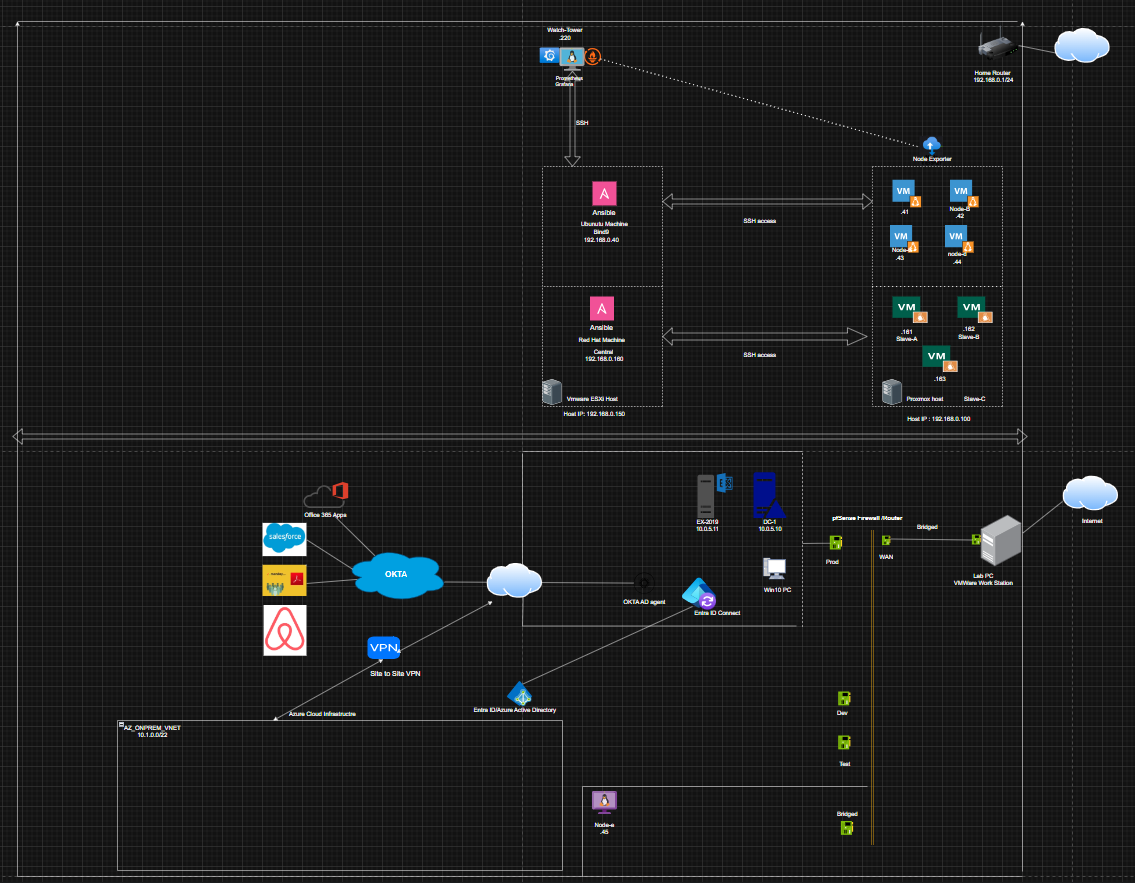 Watch-Tower
.220
Prometheus
Grafana
SSH
Home Router
192.168.0.1/24
Node Exporter
A
Ansible
Ubunutu Machine
Bind9
192.168.0.40
SSH access
VM
.41
VM
Node-B
.42
VM
.43
VM
.44
A
Ansible
Red Hat Machine
Central
192.168.0.160
SSH access
VM
.161
Slave-A
VM
.162
Slave-B
VM
.163
Vmware ESXi Host
Host IP: 192.168.0.150
Proxmox host
Slave-C
Host IP : 192.168.0.100
Office 365 Apps
salesforce
OKTA
VPN
Site to Site VPN
EX-2019
10.0.5.11
DC-1
10.0.5.10
Win10 PC
OKTA AD agent
Entra ID Connect
pfSense Firewall /Router
Prod
WAN
Bridged
Internet
Lab PC
VMWare Work Station
Entra ID/Azure Active Directory
Azure Cloud Infrastructre
AZ_ONPREM_VNET
10.1.0.0/22
Dev
Test
Bridged
Node-e
.45